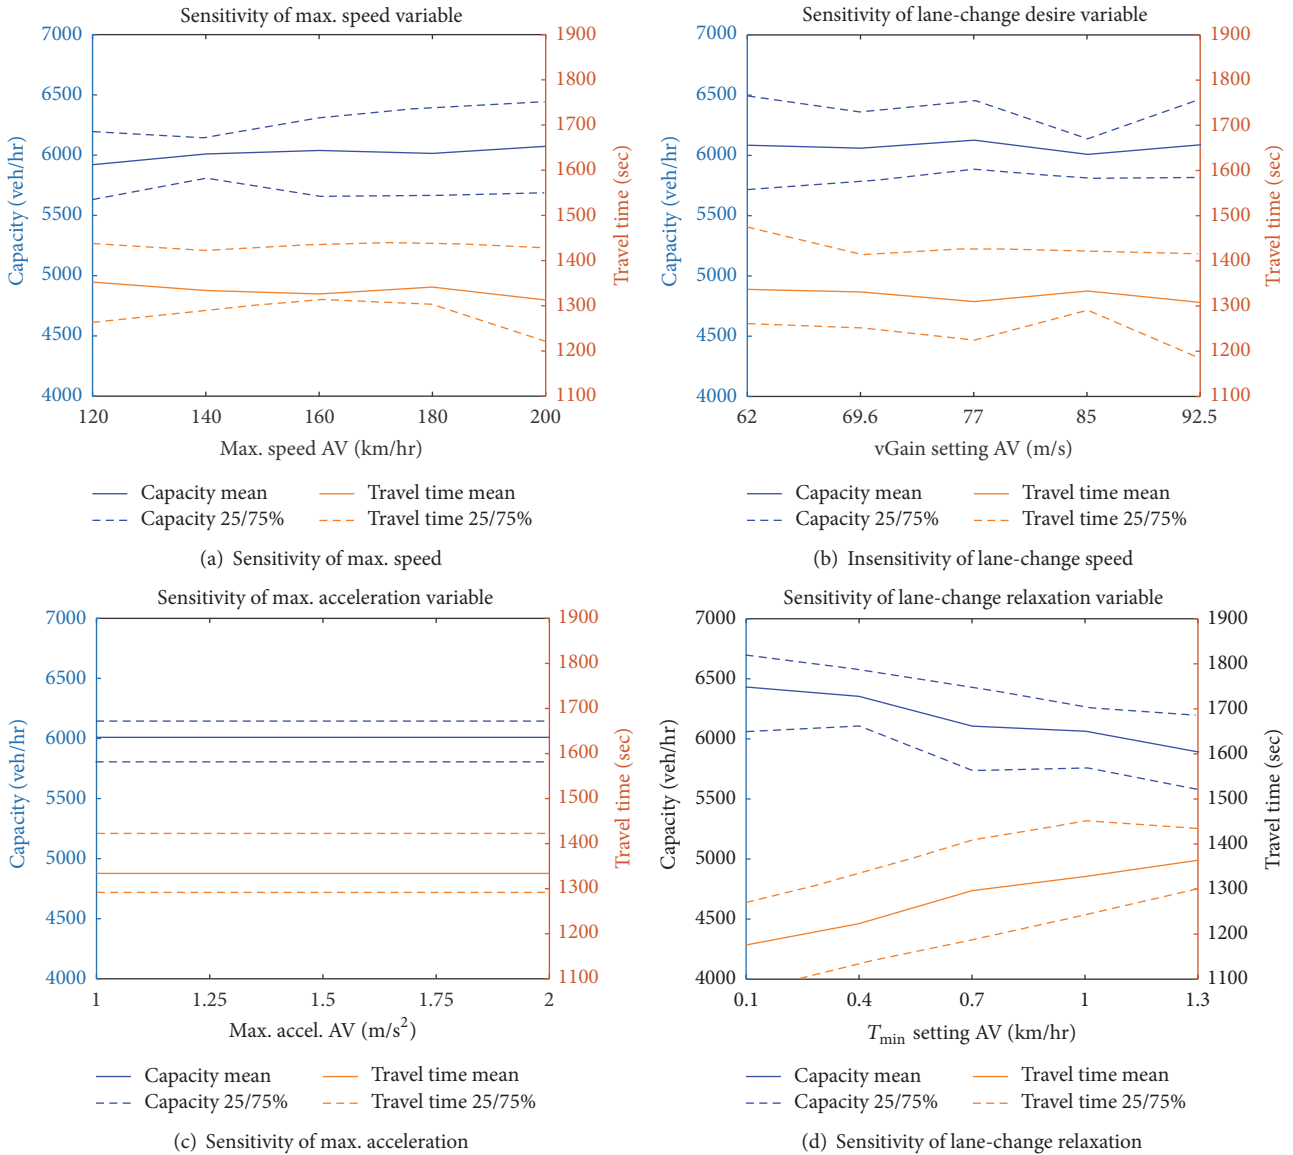 Sensitivity of max. speed variable
7000
6500
6000
5500
5000
4500
4000
Capacity (veh/hr)
1900
1800
1700
1600
1500
1400
1300
1200
1100
Travel time (sec)
120 140 160 180 200
Max. speed AV (km/hr)
Capacity mean Travel time mean
Capacity 25/75% Travel time 25/75%
(a) Sensitivity of max. speed
Sensitivity of lane-change desire variable
7000
6500
6000
5500
5000
4500
4000
Capacity (veh/hr)
1900
1800
1700
1600
1500
1400
1300
1200
1100
Travel time (sec)
62 69.6 77 85 92.5
vGain setting AV (m/s)
Capacity mean Travel time mean
Capacity 25/75% Travel time 25/75%
(b) Insensitivity of lane-change speed
Sensitivity of max. acceleration variable
7000
6500
6000
5500
5000
4500
4000
Capacity (veh/hr)
1900
1800
1700
1600
1500
1400
1300
1200
1100
Travel time (sec)
1 1.25 1.5 1.75 2
Max. accel. AV (m/s²)
Capacity mean Travel time mean
Capacity 25/75% Travel time 25/75%
(c) Sensitivity of max. acceleration
Sensitivity of lane-change relaxation variable
7000
6500
6000
5500
5000
4500
4000
Capacity (veh/hr)
1900
1800
1700
1600
1500
1400
1300
1200
1100
Travel time (sec)
0.1 0.4 0.7 1 1.3
T_min setting AV (km/hr)
Capacity mean Travel time mean
Capacity 25/75% Travel time 25/75%
(d) Sensitivity of lane-change relaxation